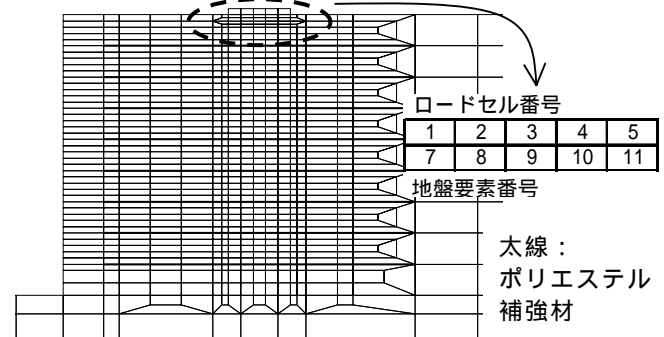 ロードセル番号
1 2 3 4 5
7 8 9 10 11
地盤要素番号
太線：
ポリエステル
補強材